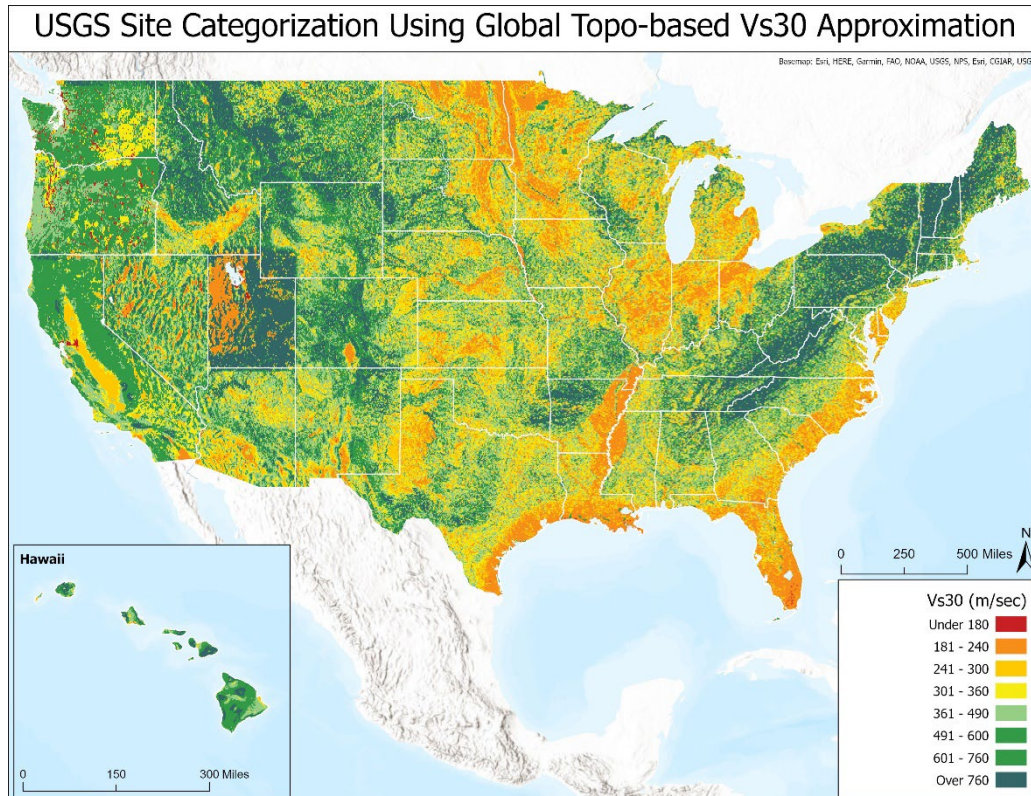 USGS Site Categorization Using Global Topo-based Vs30 Approximation
Basemap: Esri, HERE, Garmin, FAO, NOAA, USGS, NPS, Esri, CGIAR, USG
Hawaii
0 150 300 Miles
N
0 250 500 Miles
Vs30 (m/sec)
Under 180
181 - 240
241 - 300
301 - 360
361 - 490
491 - 600
601 - 760
Over 760